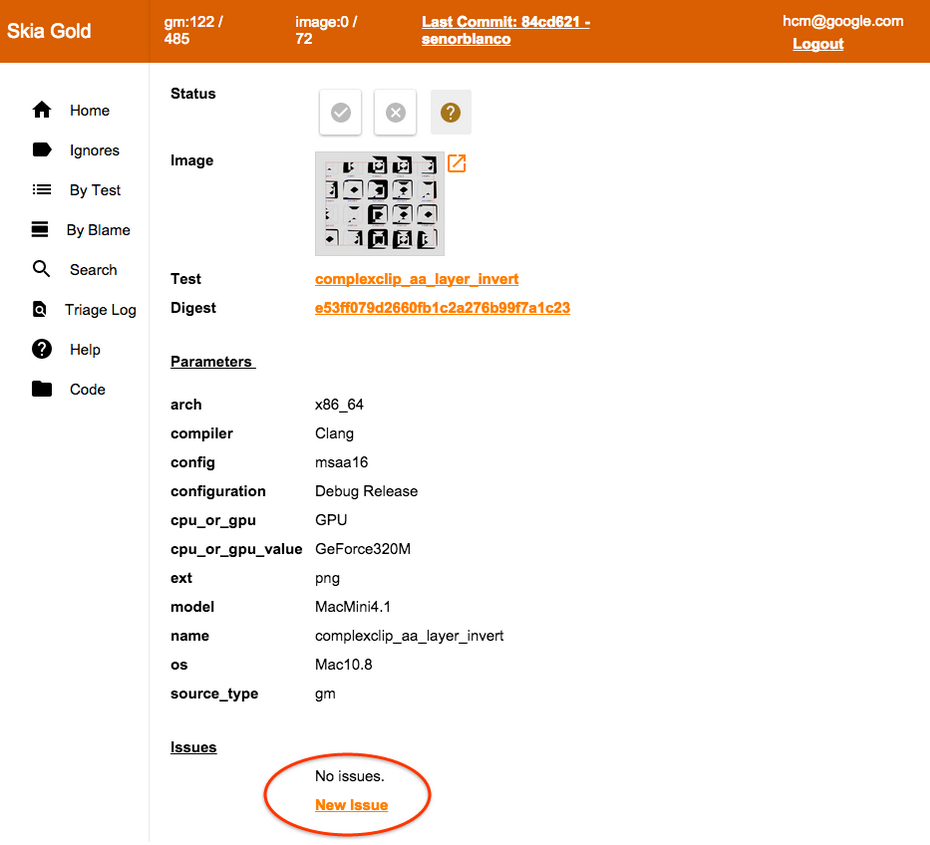 Skia Gold
gm:122 /
485
image:0 /
72
Last Commit: 84cd621 -
senorblanco
hcm@google.com
Logout
Home
Ignores
By Test
By Blame
Search
Triage Log
Help
Code
Status
Image
Test complexclip_aa_layer_invert
Digest e53ff079d2660fb1c2a276b99f7a1c23
Parameters
arch x86_64
compiler Clang
config msaa16
configuration Debug Release
cpu_or_gpu GPU
cpu_or_gpu_value GeForce320M
ext png
model MacMini4.1
name complexclip_aa_layer_invert
os Mac10.8
source_type gm
Issues
No issues.
New Issue